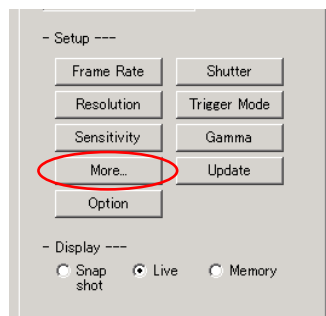 - Setup ---
Frame Rate Shutter
Resolution Trigger Mode
Sensitivity Gamma
More... Update
Option
- Display ---
Snap shot Live Memory